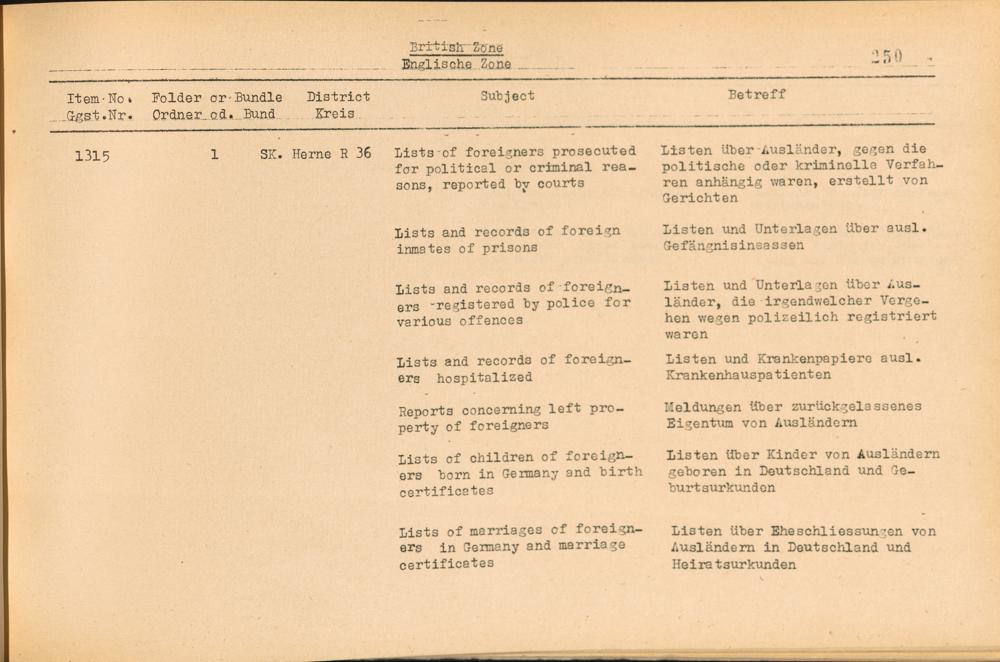 British Zone
Englische Zone
250
Item No. Folder or Bundle District Subject Betreff
Ggst.Nr. Ordner od. Bund Kreis
1315 1 SK. Herne R 36
Lists of foreigners prosecuted
for political or criminal rea-
sons, reported by courts
Listen über Ausländer, gegen die
politische oder kriminelle Verfah-
ren anhängig waren, erstellt von
Gerichten
Lists and records of foreign
inmates of prisons
Listen und Unterlagen über ausl.
Gefängnisinsassen
Lists and records of foreign-
ers registered by police for
various offences
Listen und Unterlagen über Aus-
länder, die irgendwelcher Verge-
hen wegen polizeilich registriert
waren
Lists and records of foreign-
ers hospitalized
Listen und Krankenpapiere ausl.
Krankenhauspatienten
Reports concerning left pro-
perty of foreigners
Meldungen über zurückgelassenes
Eigentum von Ausländern
Lists of children of foreign-
ers born in Germany and birth
certificates
Listen über Kinder von Ausländern
geboren in Deutschland und Ge-
burtsurkunden
Lists of marriages of foreign-
ers in Germany and marriage
certificates
Listen über Eheschliessungen von
Ausländern in Deutschland und
Heiratsurkunden